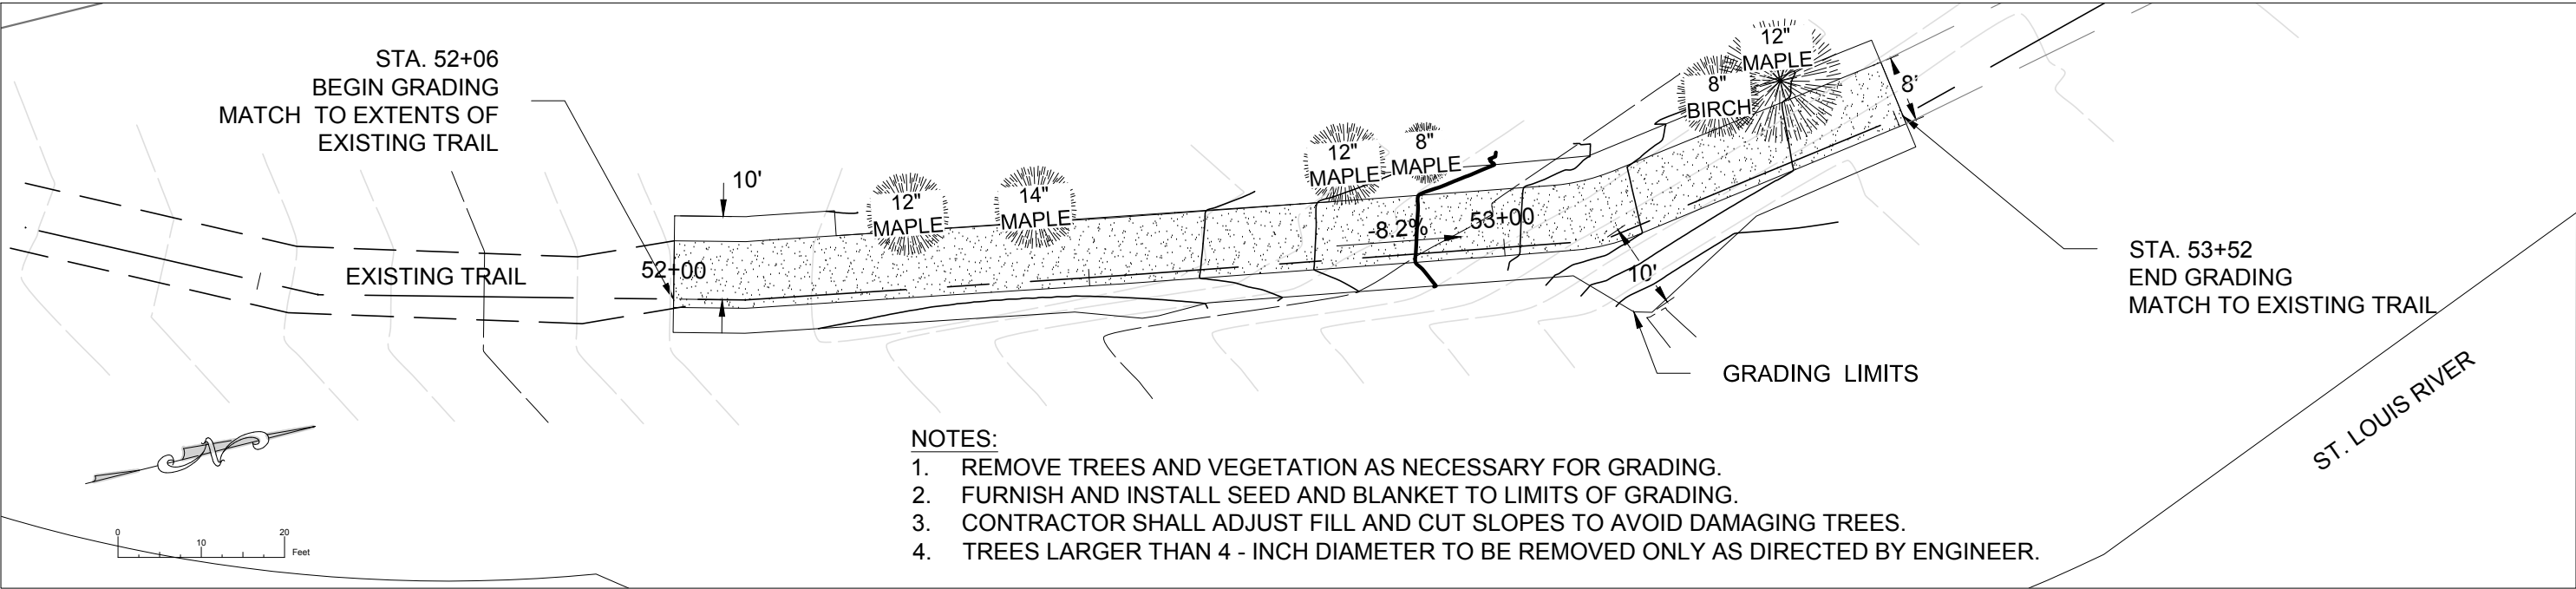 STA. 52+06
BEGIN GRADING
MATCH TO EXTENTS OF
EXISTING TRAIL
EXISTING TRAIL
52+00
10'
12"
MAPLE
14"
MAPLE
12"
MAPLE
8"
MAPLE
-8.2%
53+00
8"
BIRCH
12"
MAPLE
8'
10'
STA. 53+52
END GRADING
MATCH TO EXISTING TRAIL
GRADING LIMITS
ST. LOUIS RIVER
N
0
10
20
Feet
NOTES:
1. REMOVE TREES AND VEGETATION AS NECESSARY FOR GRADING.
2. FURNISH AND INSTALL SEED AND BLANKET TO LIMITS OF GRADING.
3. CONTRACTOR SHALL ADJUST FILL AND CUT SLOPES TO AVOID DAMAGING TREES.
4. TREES LARGER THAN 4 - INCH DIAMETER TO BE REMOVED ONLY AS DIRECTED BY ENGINEER.